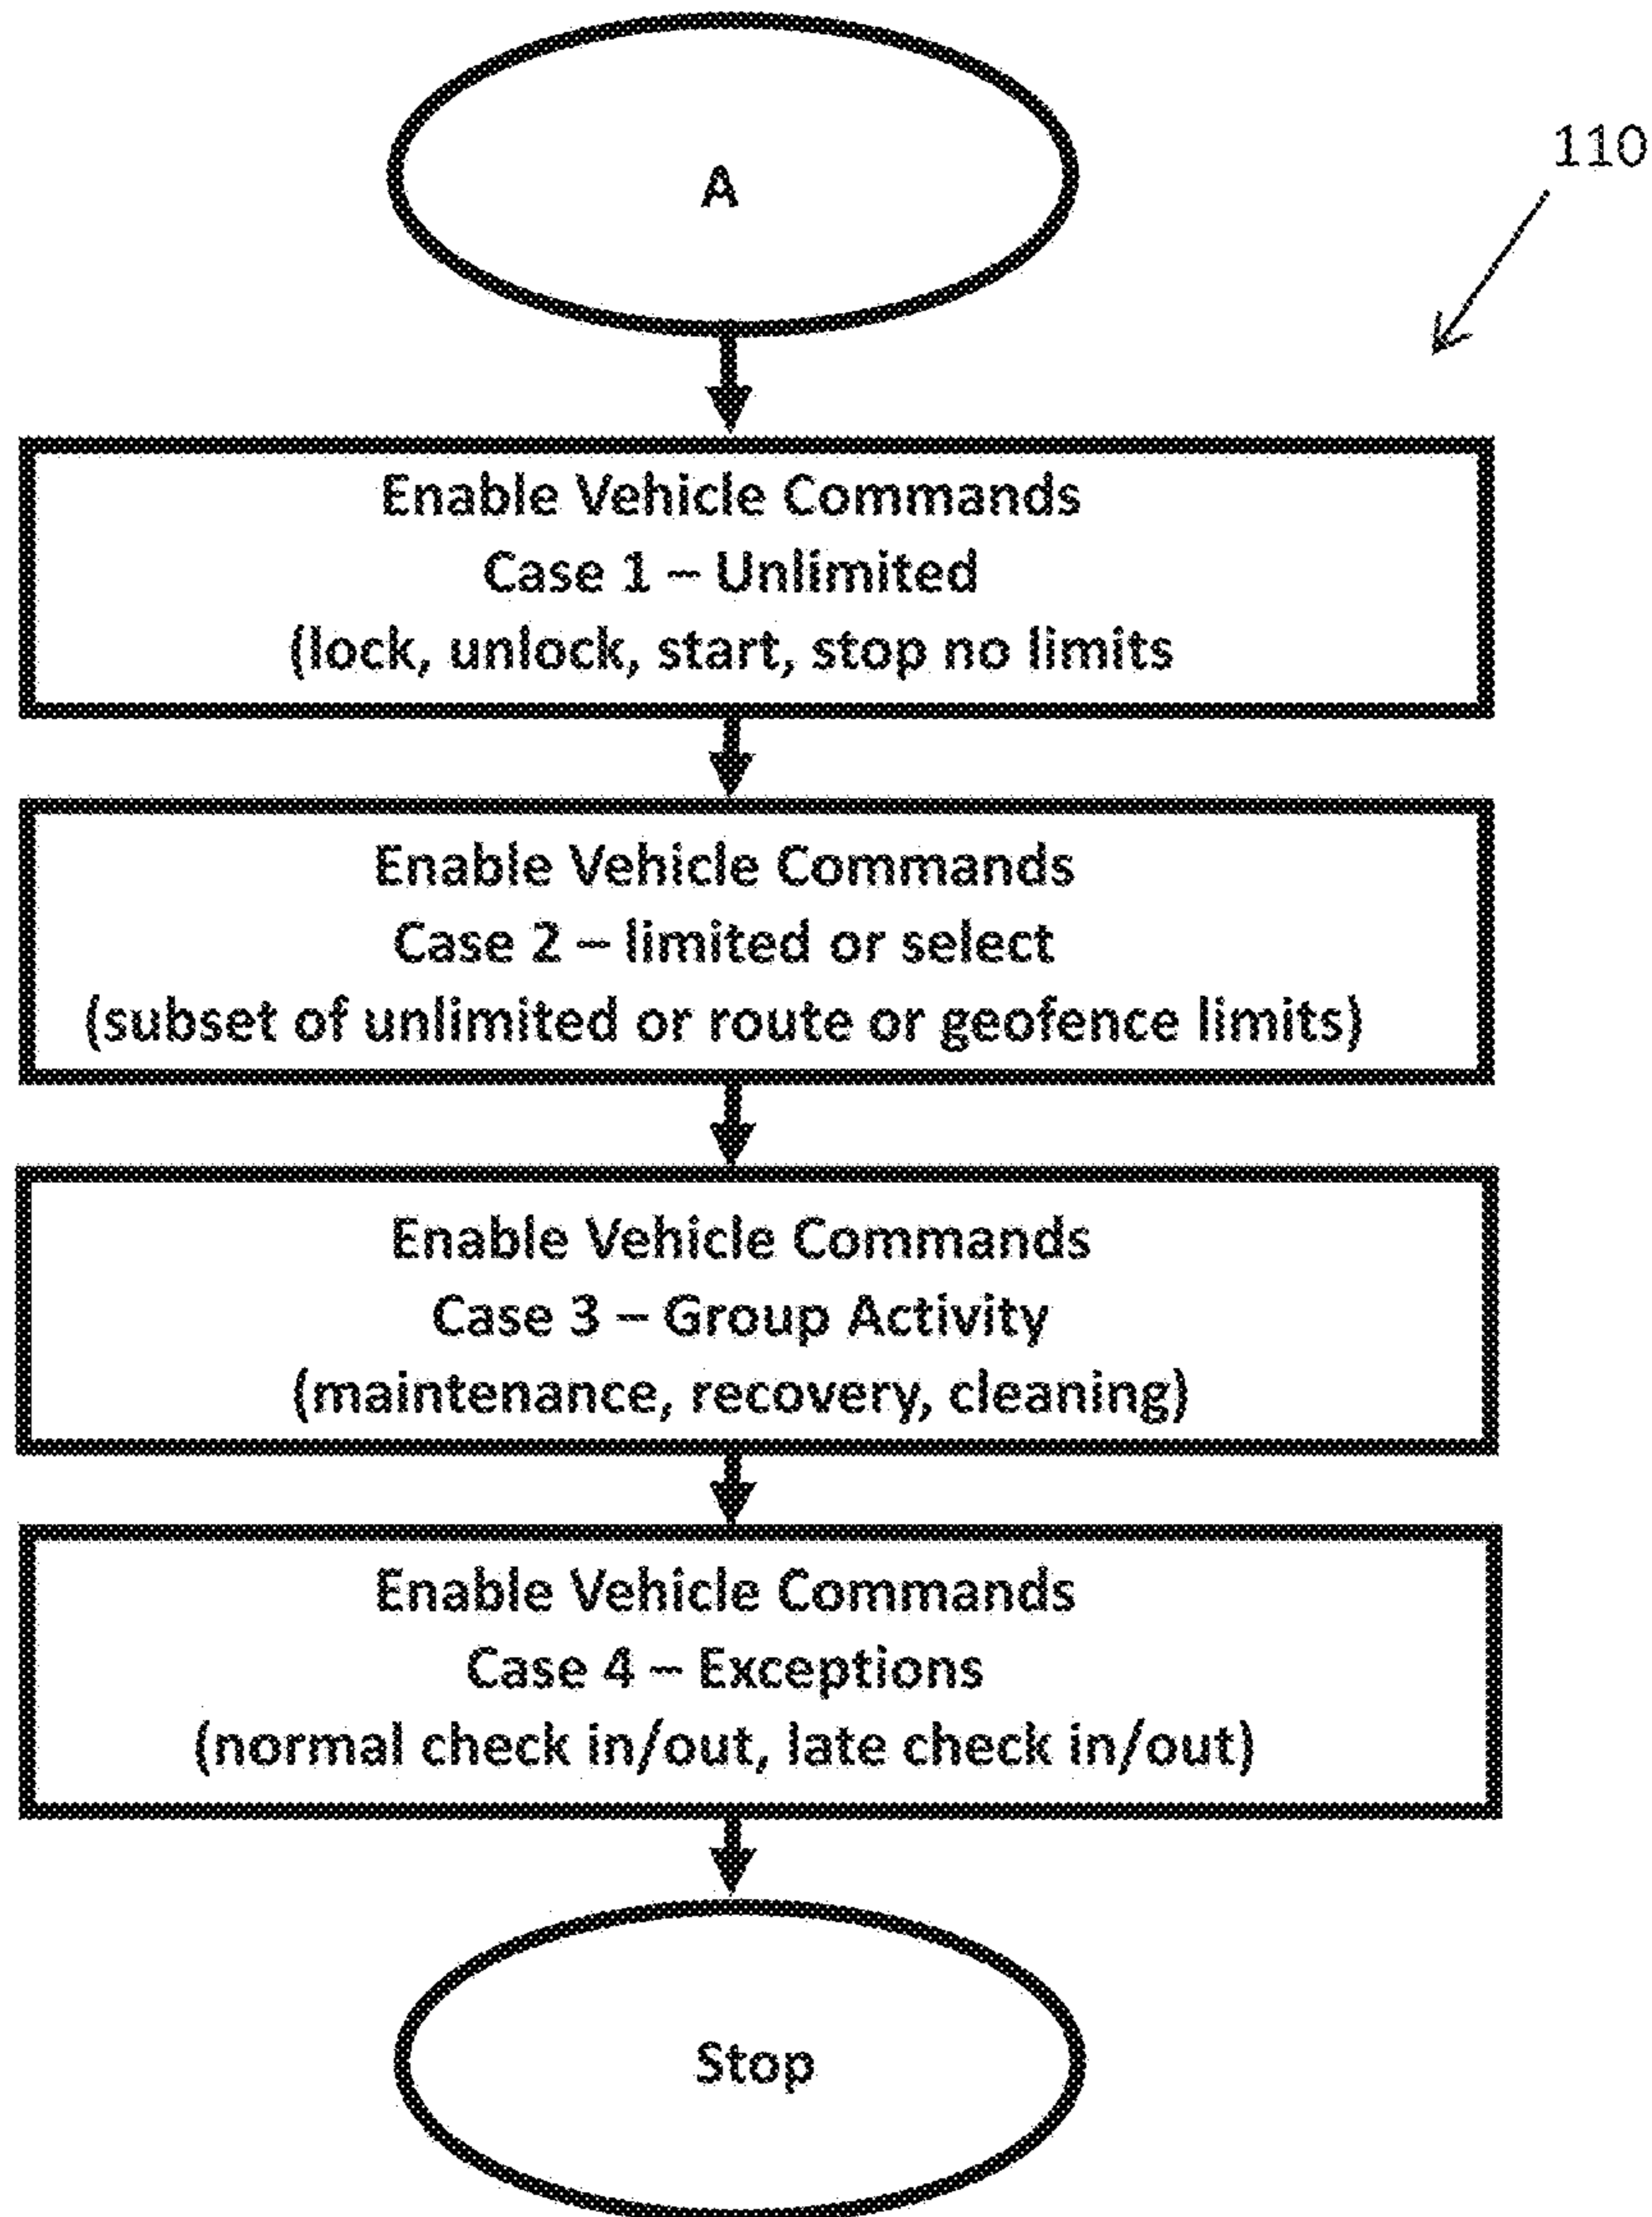 A
110
Enable Vehicle Commands
Case 1 – Unlimited
(lock, unlock, start, stop no limits
Enable Vehicle Commands
Case 2 – limited or select
(subset of unlimited or route or geofence limits)
Enable Vehicle Commands
Case 3 – Group Activity
(maintenance, recovery, cleaning)
Enable Vehicle Commands
Case 4 – Exceptions
(normal check in/out, late check in/out)
Stop